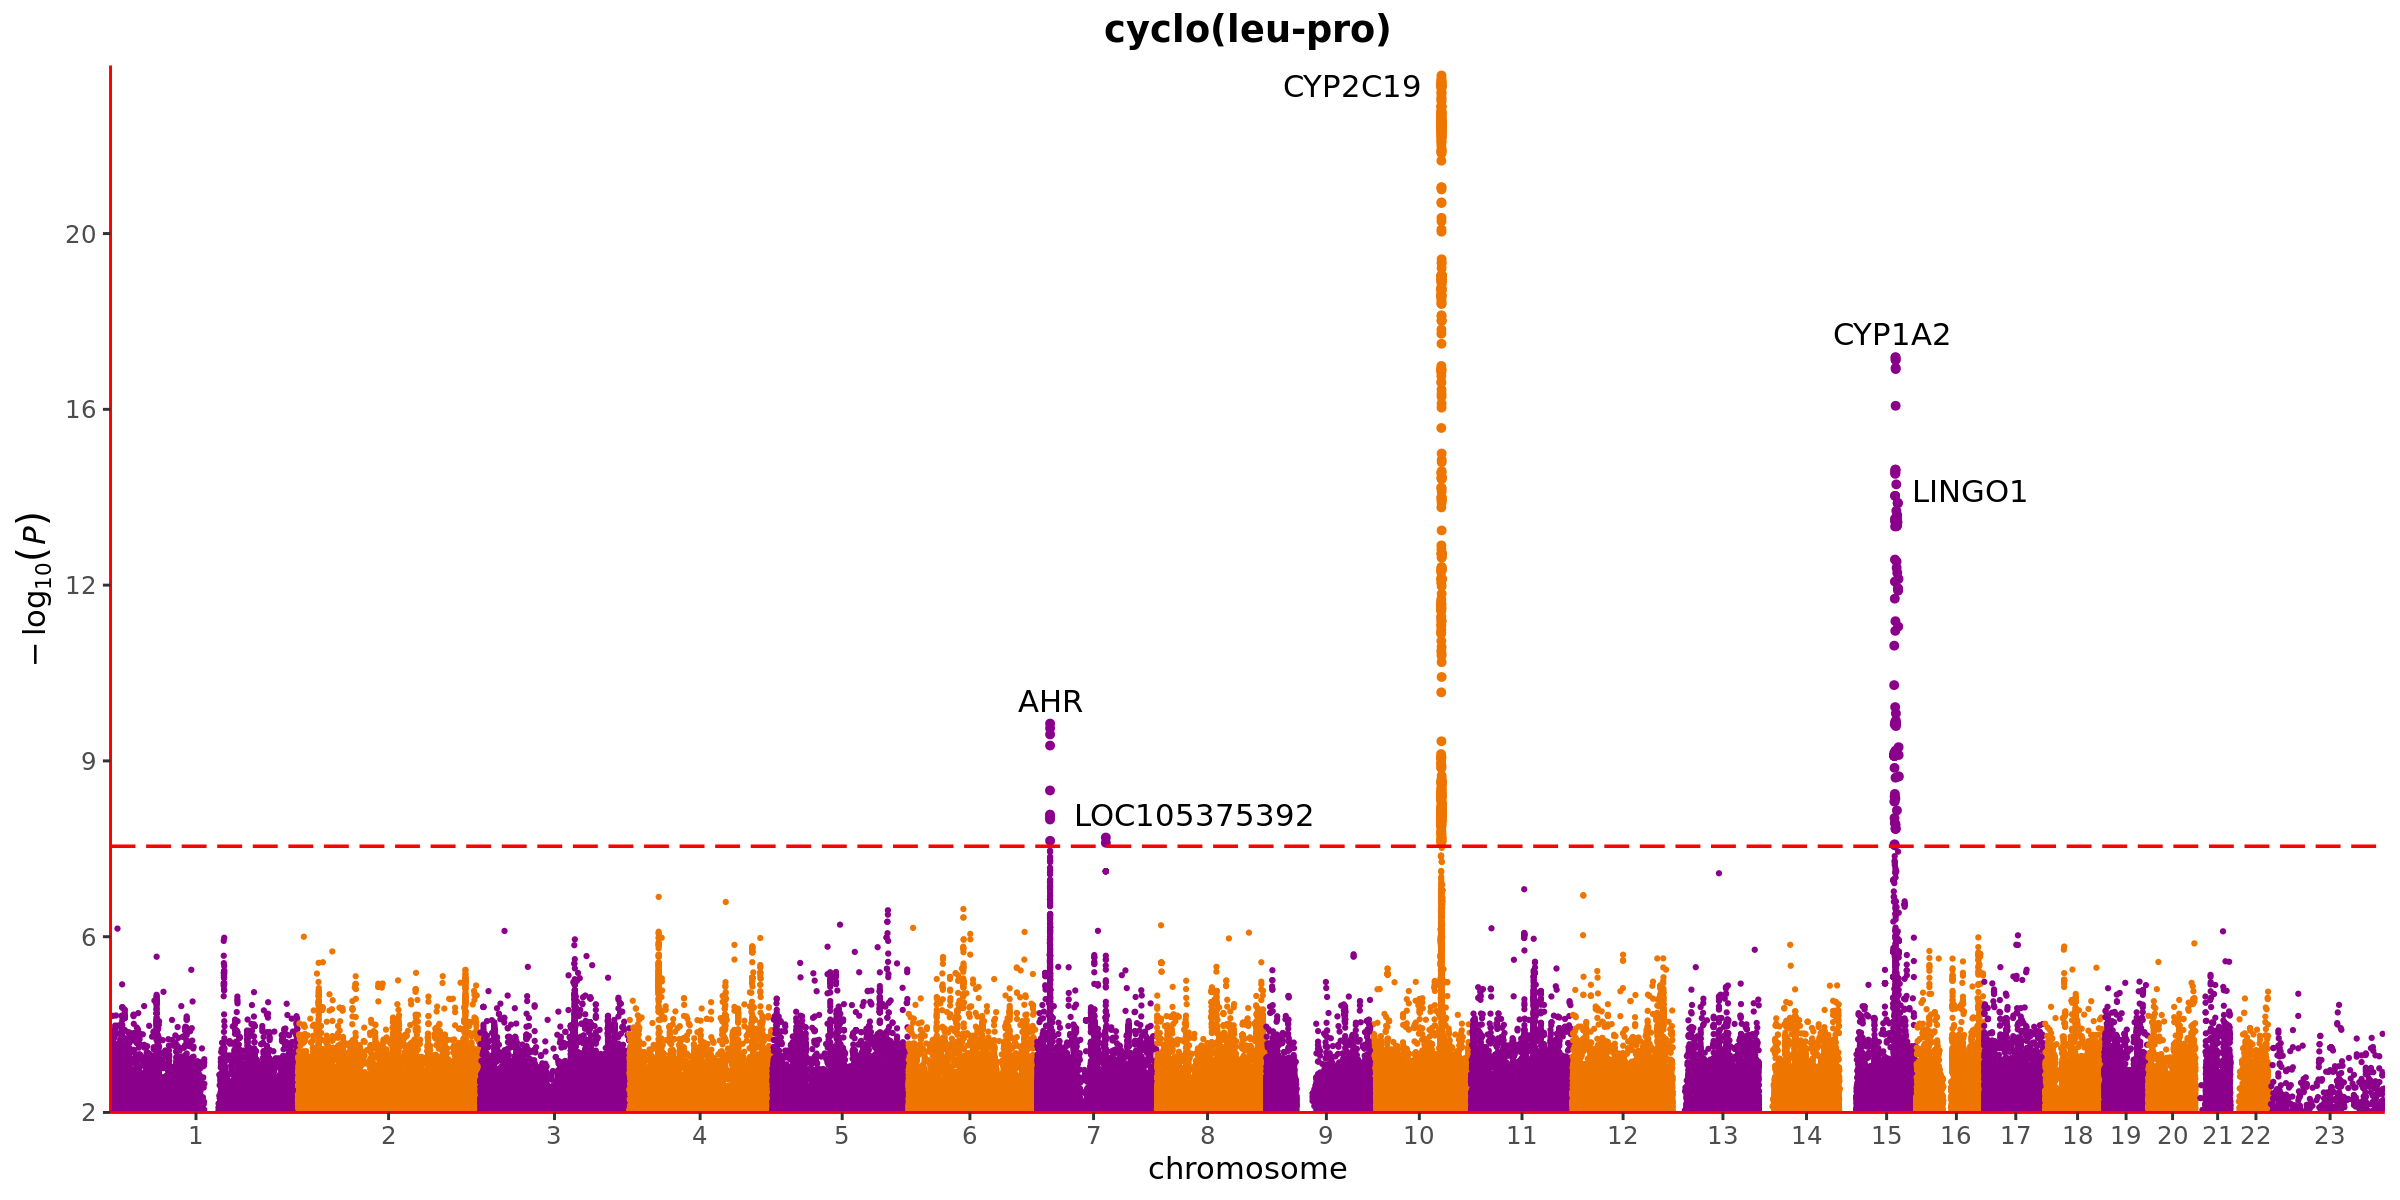 cyclo(leu-pro)
CYP2C19
20
CYP1A2
16
LINGO1
12
− log10(P)
AHR
9
LOC105375392
6
2
1 2 3 4 5 6 7 8 9 10 11 12 13 14 15 16 17 18 19 20 21 22 23
chromosome